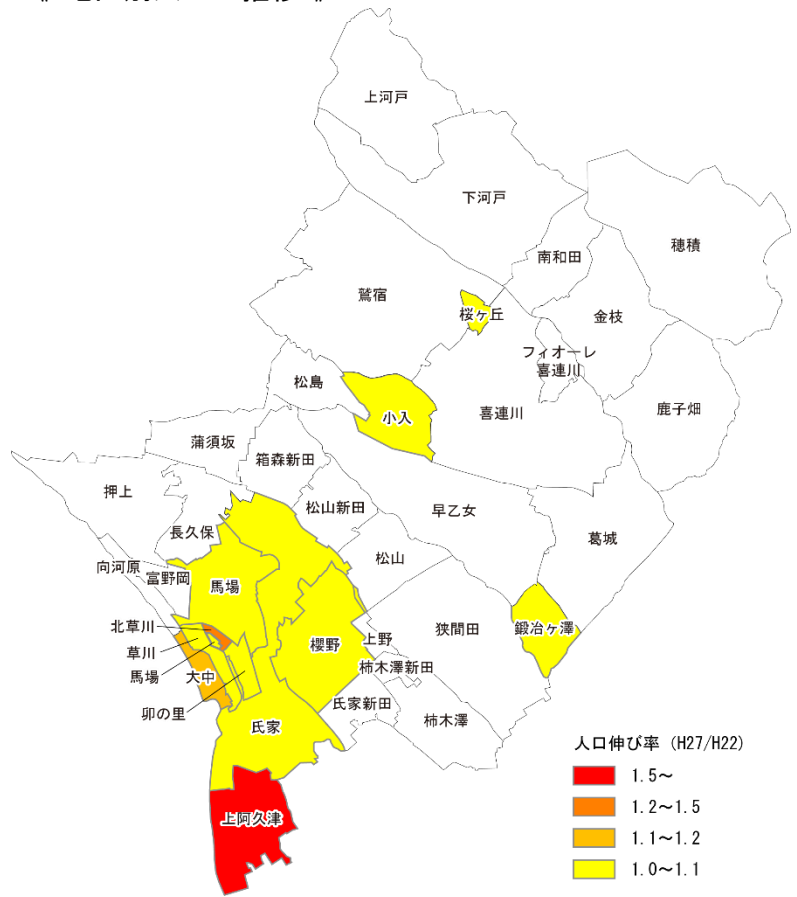 上河戸
下河戸
穂積
南和田
鷲宿
桜ヶ丘
金枝
フィオーレ
喜連川
松島
小入
喜連川
鹿子畑
蒲須坂
箱森新田
押上
松山新田
早乙女
長久保
葛城
向河原
富野岡
馬場
松山
北草川
草川
馬場
大中
卯の里
櫻野
上野
狭間田
鍛冶ヶ澤
柿木澤新田
氏家新田
柿木澤
氏家
上阿久津
人口伸び率 (H27/H22)
1.5～
1.2～1.5
1.1～1.2
1.0～1.1